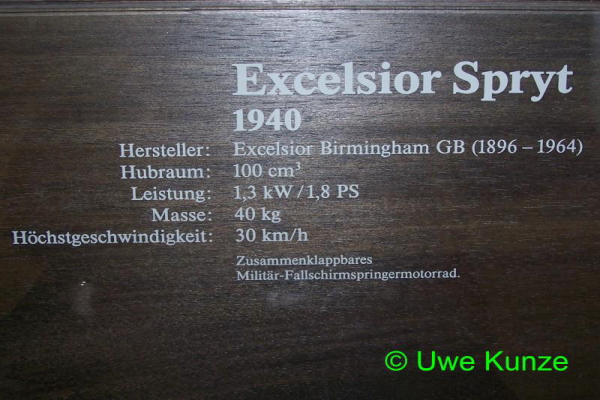 Excelsior Spryt
1940
Hersteller: Excelsior Birmingham GB (1896 – 1964)
Hubraum: 100 cm³
Leistung: 1,3 kW / 1,8 PS
Masse: 40 kg
Höchstgeschwindigkeit: 30 km/h
Zusammenklappbares
Militär-Fallschirmspringermotorrad.
© Uwe Kunze